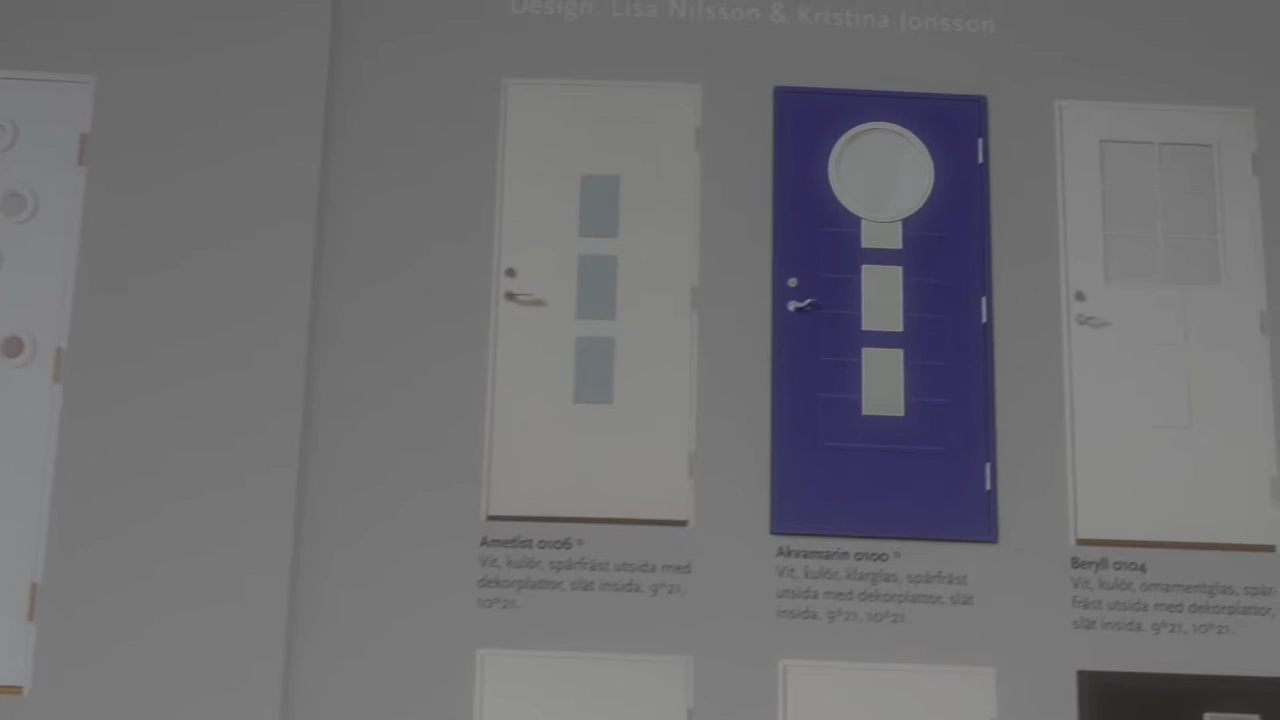 Design: Lisa Nilsson & Kristina Jonsson
Ametist 0106 *
Vit, kulör, spårfräst utsida med
dekorplattor, slät insida. 9*21,
10*21.
Akvamarin 0100 *
Vit, kulör, klarglas, spårfräst
utsida med dekorplattor, slät
insida. 9*21, 10*21.
Beryll 0104
Vit, kulör, ornamentglas, spår-
fräst utsida med dekorplattor,
slät insida. 9*21, 10*21.